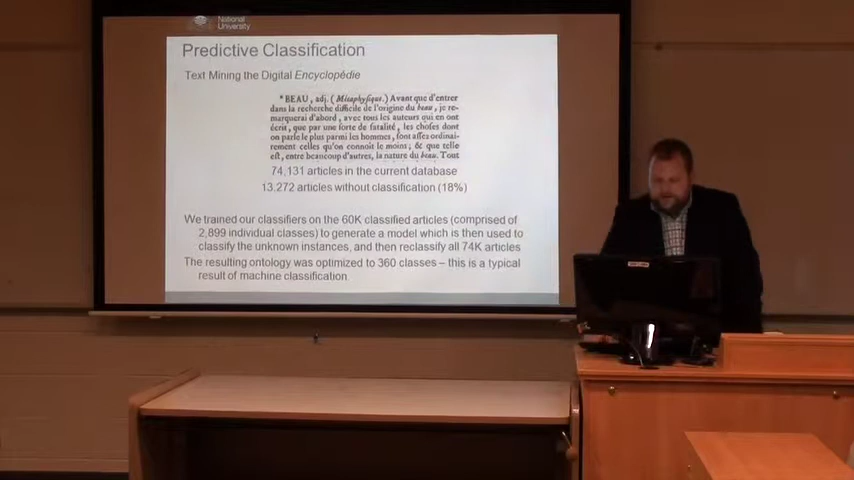 National
University
Predictive Classification
Text Mining the Digital Encyclopédie
*BEAU, adj. (Métaphysique.) Avant que d'entrer
dans la recherche difficile de l'origine du beau, je re-
marquerai d'abord, avec tous les auteurs qui en ont
écrit, que par une sorte de fatalité, les choses dont
on parle le plus parmi les hommes, sont assez ordinai-
rement celles qu'on connoît le moins; & que telle
est, entre beaucoup d'autres, la nature du beau. Tout
74,131 articles in the current database
13,272 articles without classification (18%)
We trained our classifiers on the 60K classified articles (comprised of
2,899 individual classes) to generate a model which is then used to
classify the unknown instances, and then reclassify all 74K articles
The resulting ontology was optimized to 360 classes – this is a typical
result of machine classification.